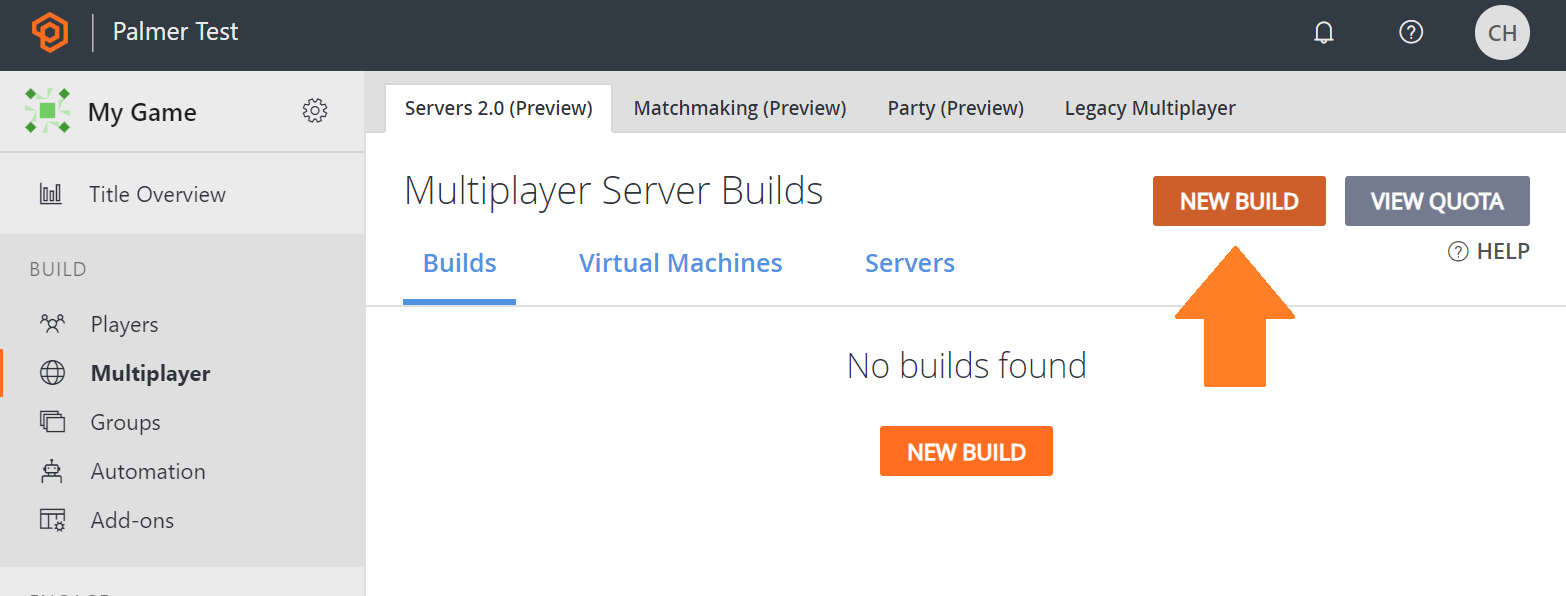 Palmer Test
CH
My Game
Servers 2.0 (Preview)
Matchmaking (Preview)
Party (Preview)
Legacy Multiplayer
Title Overview
BUILD
Players
Multiplayer
Groups
Automation
Add-ons
Multiplayer Server Builds
NEW BUILD
VIEW QUOTA
? HELP
Builds
Virtual Machines
Servers
No builds found
NEW BUILD